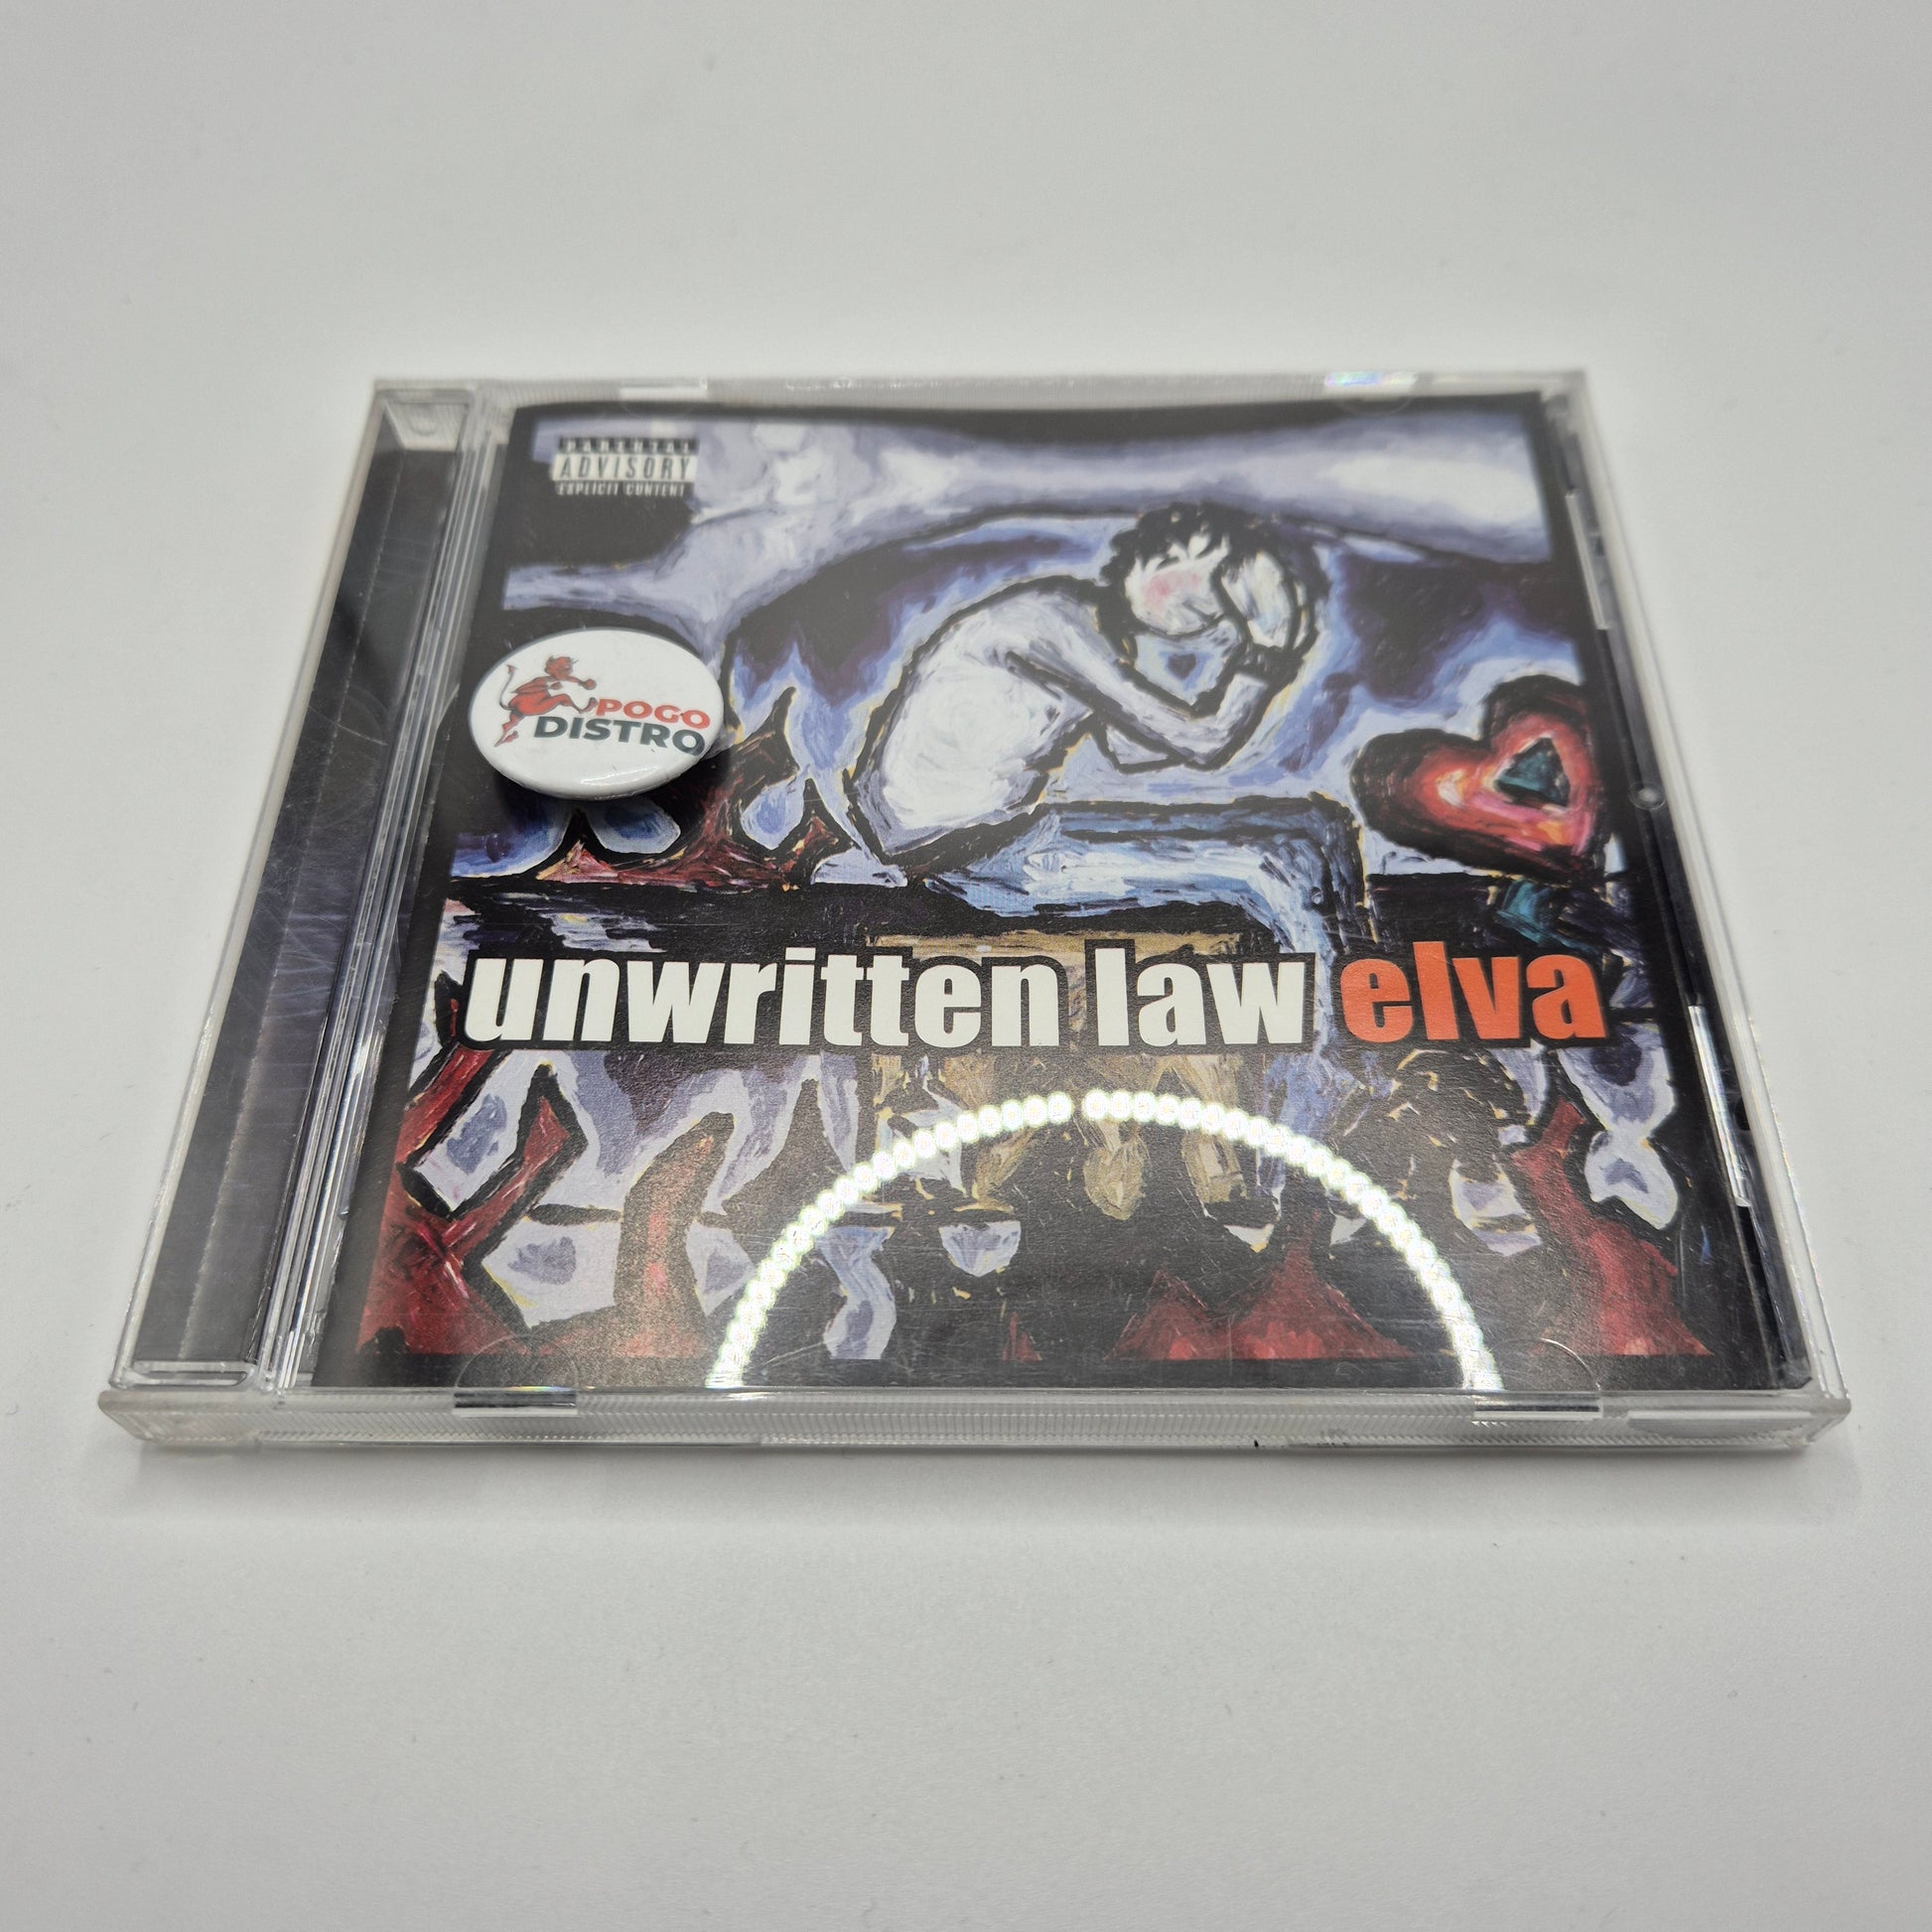 PARENTAL
ADVISORY
EXPLICIT CONTENT
POGO
DISTRO
unwritten law elva